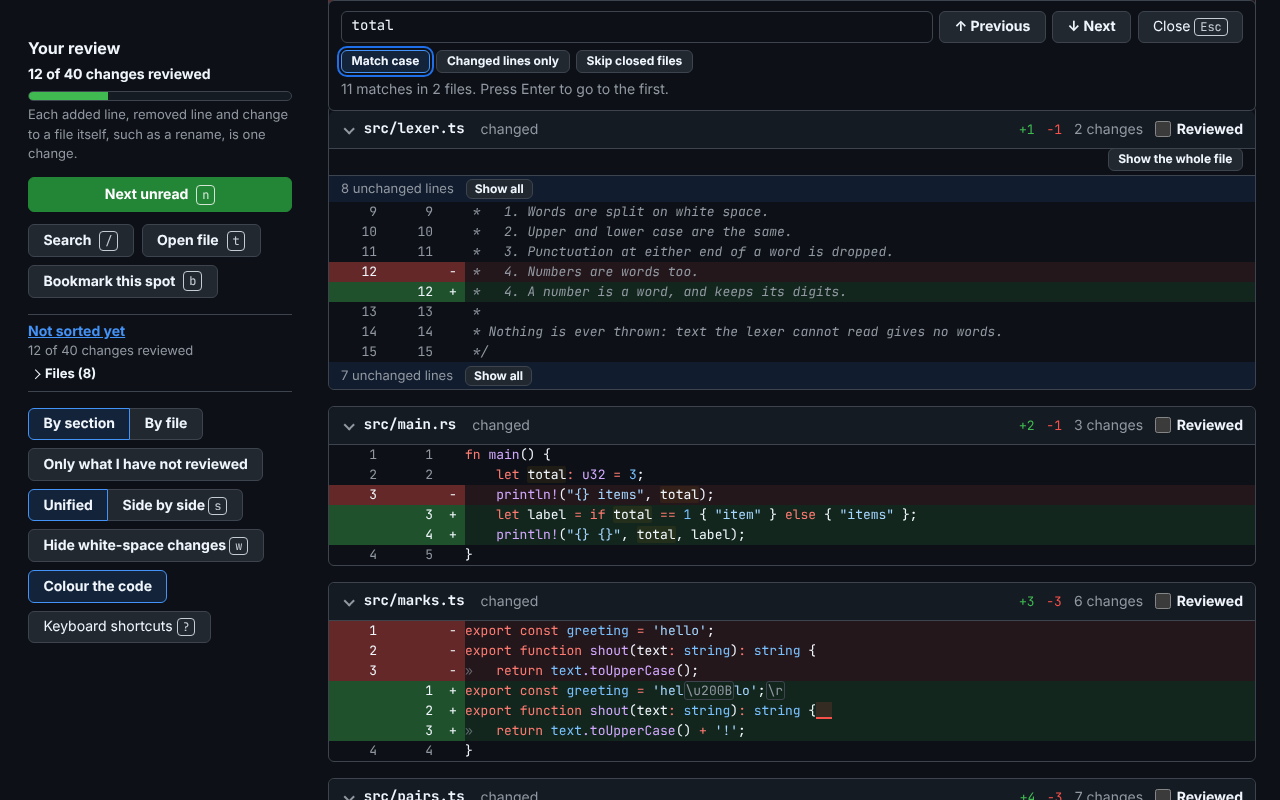 Your review
12 of 40 changes reviewed
Each added line, removed line and change
to a file itself, such as a rename, is one
change.
Next unread n
Search / Open file t
Bookmark this spot b
Not sorted yet
12 of 40 changes reviewed
Files (8)
By section By file
Only what I have not reviewed
Unified Side by side s
Hide white-space changes w
Colour the code
Keyboard shortcuts ?
total ↑ Previous ↓ Next Close Esc
Match case Changed lines only Skip closed files
11 matches in 2 files. Press Enter to go to the first.
src/lexer.ts changed +1 -1 2 changes Reviewed
Show the whole file
8 unchanged lines Show all
9 9 *   1. Words are split on white space.
10 10 *   2. Upper and lower case are the same.
11 11 *   3. Punctuation at either end of a word is dropped.
12 - *   4. Numbers are words too.
12 + *   4. A number is a word, and keeps its digits.
13 13 *
14 14 * Nothing is ever thrown: text the lexer cannot read gives no words.
15 15 */
7 unchanged lines Show all
src/main.rs changed +2 -1 3 changes Reviewed
1 1 fn main() {
2 2     let total: u32 = 3;
3 -     println!("{} items", total);
3 +     let label = if total == 1 { "item" } else { "items" };
4 +     println!("{} {}", total, label);
4 5 }
src/marks.ts changed +3 -3 6 changes Reviewed
1 - export const greeting = 'hello';
2 - export function shout(text: string): string {
3 - »   return text.toUpperCase();
1 + export const greeting = 'hel\u200Blo';\r
2 + export function shout(text: string): string {
3 + »   return text.toUpperCase() + '!';
4 4 }
src/pairs.ts changed +4 -3 7 changes Reviewed